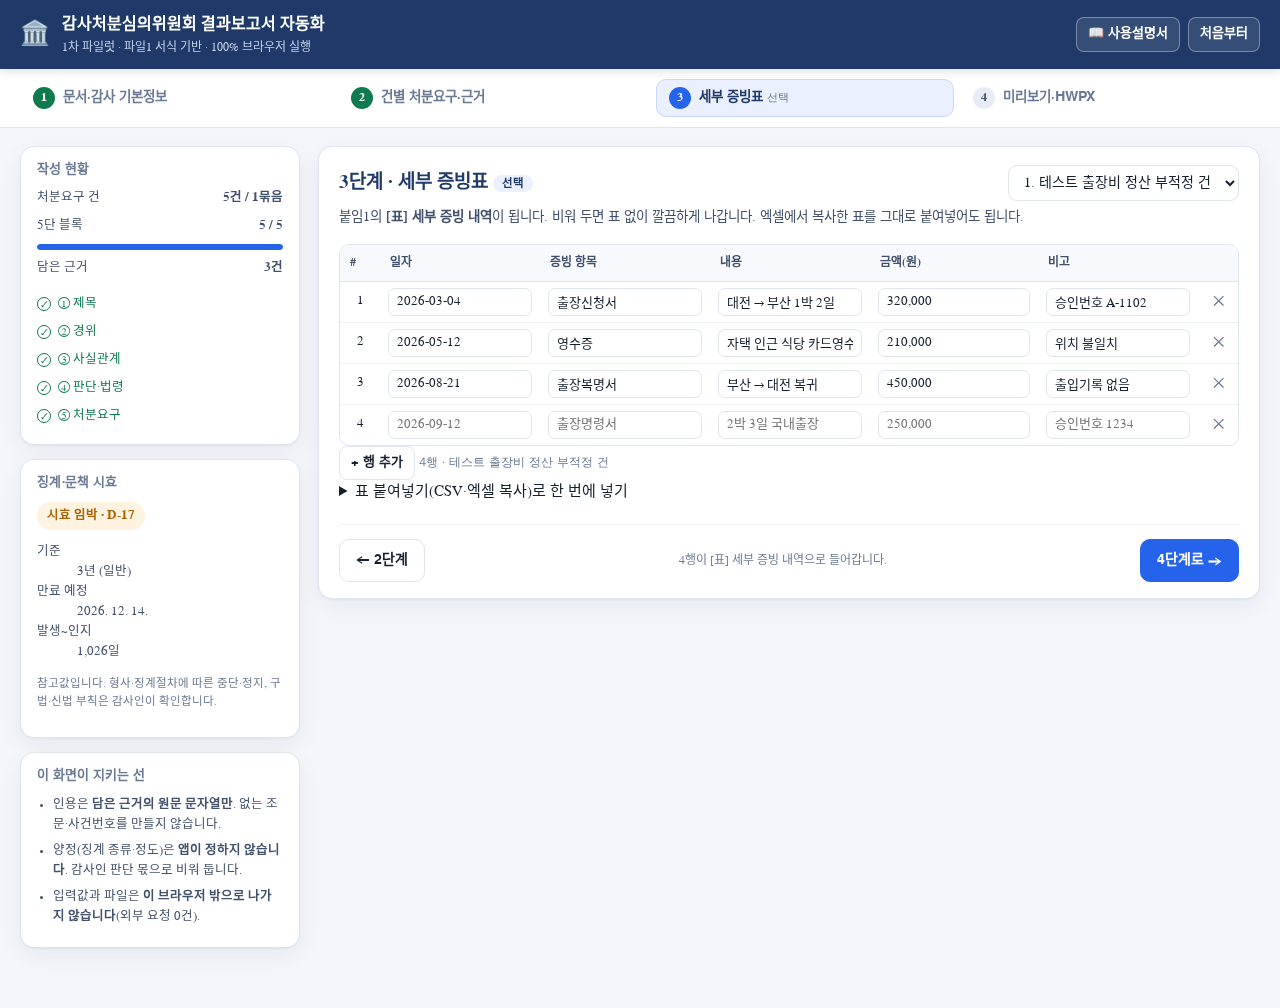 감사처분심의위원회 결과보고서 자동화
1차 파일럿 · 파일1 서식 기반 · 100% 브라우저 실행
사용설명서
처음부터
1 문서·감사 기본정보
2 건별 처분요구·근거
3 세부 증빙표 선택
4 미리보기·HWPX
작성 현황
처분요구 건 5건 / 1묶음
5단 블록 5 / 5
담은 근거 3건
✓ ① 제목
✓ ② 경위
✓ ③ 사실관계
✓ ④ 판단·법령
✓ ⑤ 처분요구
징계·문책 시효
시효 임박 · D-17
기준
3년 (일반)
만료 예정
2026. 12. 14.
발생~인지
1,026일
참고값입니다. 형사·징계절차에 따른 중단·정지, 구
법·신법 부칙은 감사인이 확인합니다.
이 화면이 지키는 선
• 인용은 담은 근거의 원문 문자열만. 없는 조
문·사건번호를 만들지 않습니다.
• 양정(징계 종류·정도)은 앱이 정하지 않습니
다. 감사인 판단 몫으로 비워 둡니다.
• 입력값과 파일은 이 브라우저 밖으로 나가
지 않습니다(외부 요청 0건).
3단계 · 세부 증빙표 선택
1. 테스트 출장비 정산 부적정 건
붙임1의 [표] 세부 증빙 내역이 됩니다. 비워 두면 표 없이 깔끔하게 나갑니다. 엑셀에서 복사한 표를 그대로 붙여넣어도 됩니다.
# 일자 증빙 항목 내용 금액(원) 비고
1 2026-03-04 출장신청서 대전→부산 1박 2일 320,000 승인번호 A-1102 ×
2 2026-05-12 영수증 자택 인근 식당 카드영수 210,000 위치 불일치 ×
3 2026-08-21 출장복명서 부산→대전 복귀 450,000 출입기록 없음 ×
4 2026-09-12 출장명령서 2박 3일 국내출장 250,000 승인번호 1234 ×
+ 행 추가 4행 · 테스트 출장비 정산 부적정 건
▶ 표 붙여넣기(CSV·엑셀 복사)로 한 번에 넣기
← 2단계
4행이 [표] 세부 증빙 내역으로 들어갑니다.
4단계로 →